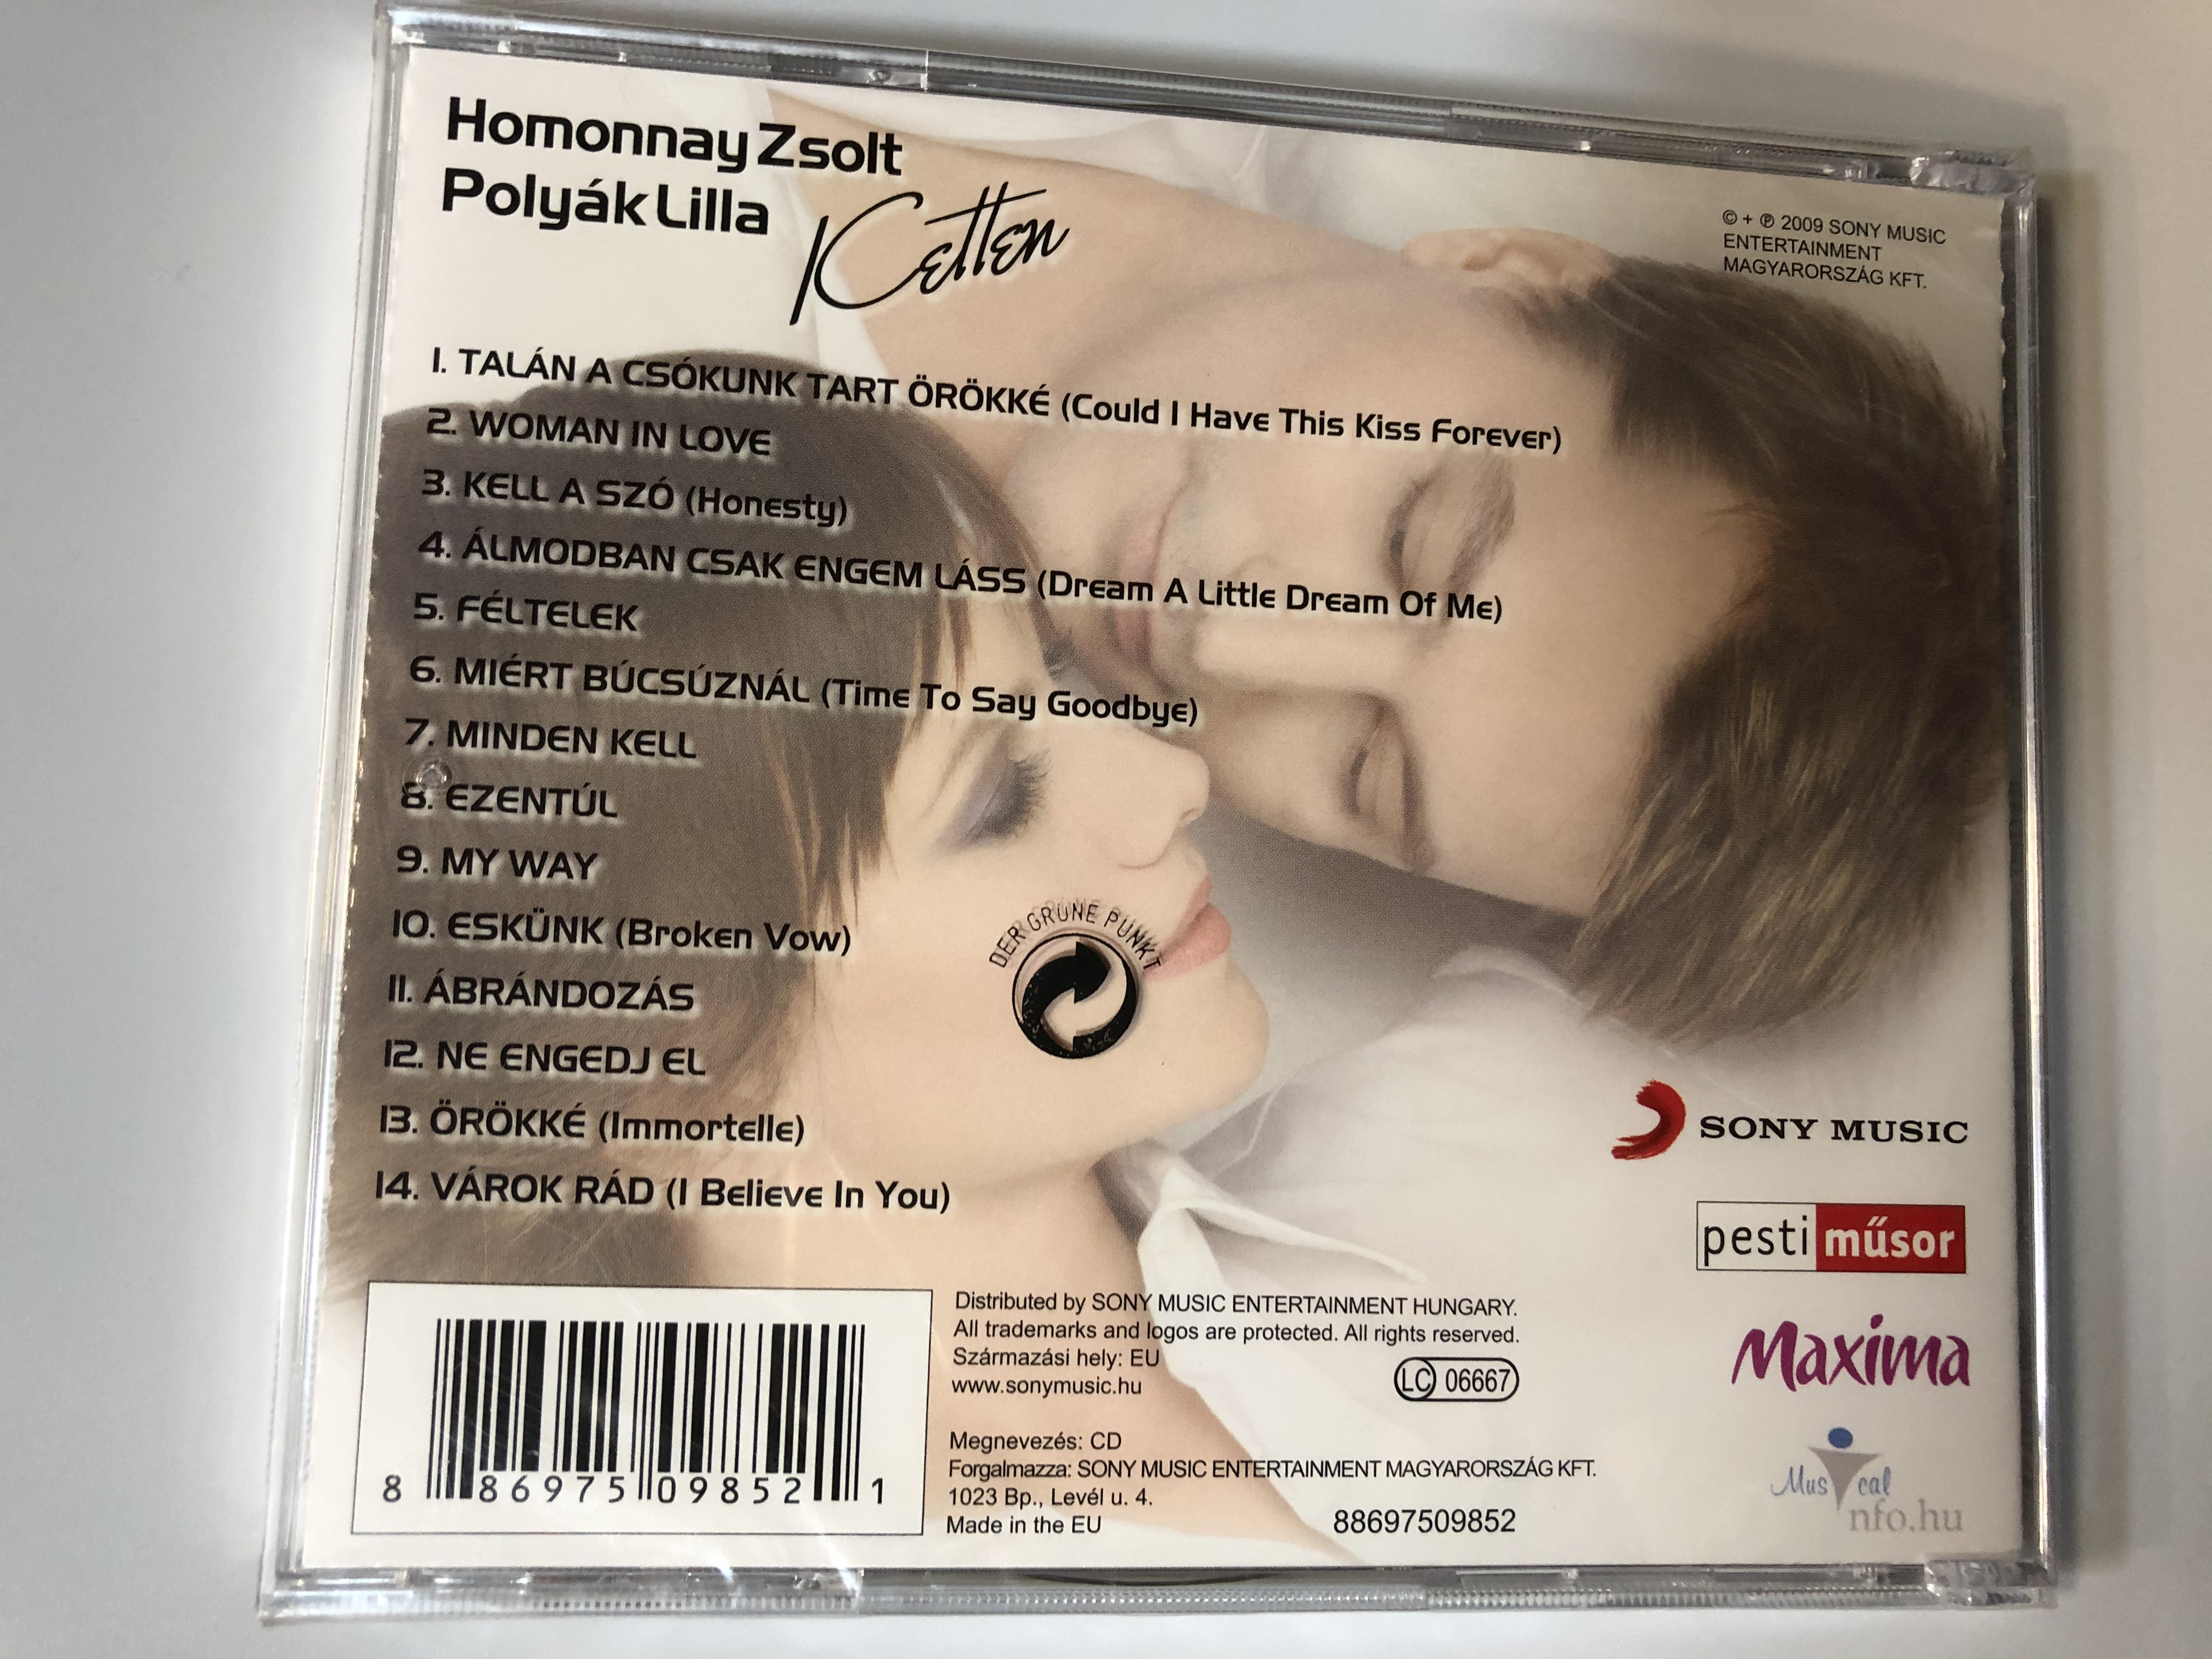 Homonnay Zsolt
Polyák Lilla
Ketten
© + ℗ 2009 SONY MUSIC
ENTERTAINMENT
MAGYARORSZÁG KFT.
1. TALÁN A CSÓKUNK TART ÖRÖKKÉ (Could I Have This Kiss Forever)
2. WOMAN IN LOVE
3. KELL A SZÓ (Honesty)
4. ÁLMODBAN CSAK ENGEM LÁSS (Dream A Little Dream Of Me)
5. FÉLTELEK
6. MIÉRT BÚCSÚZNÁL (Time To Say Goodbye)
7. MINDEN KELL
8. EZENTÚL
9. MY WAY
10. ESKÜNK (Broken Vow)
11. ÁBRÁNDOZÁS
12. NE ENGEDJ EL
13. ÖRÖKKÉ (Immortelle)
14. VÁROK RÁD (I Believe In You)
DER GRÜNE PUNKT
SONY MUSIC
pesti műsor
Maxima
Musical
nfo.hu
8 86975 09852 1
Distributed by SONY MUSIC ENTERTAINMENT HUNGARY.
All trademarks and logos are protected. All rights reserved.
Származási hely: EU
www.sonymusic.hu
LC 06667
Megnevezés: CD
Forgalmazza: SONY MUSIC ENTERTAINMENT MAGYARORSZÁG KFT.
1023 Bp., Levél u. 4.
Made in the EU
88697509852